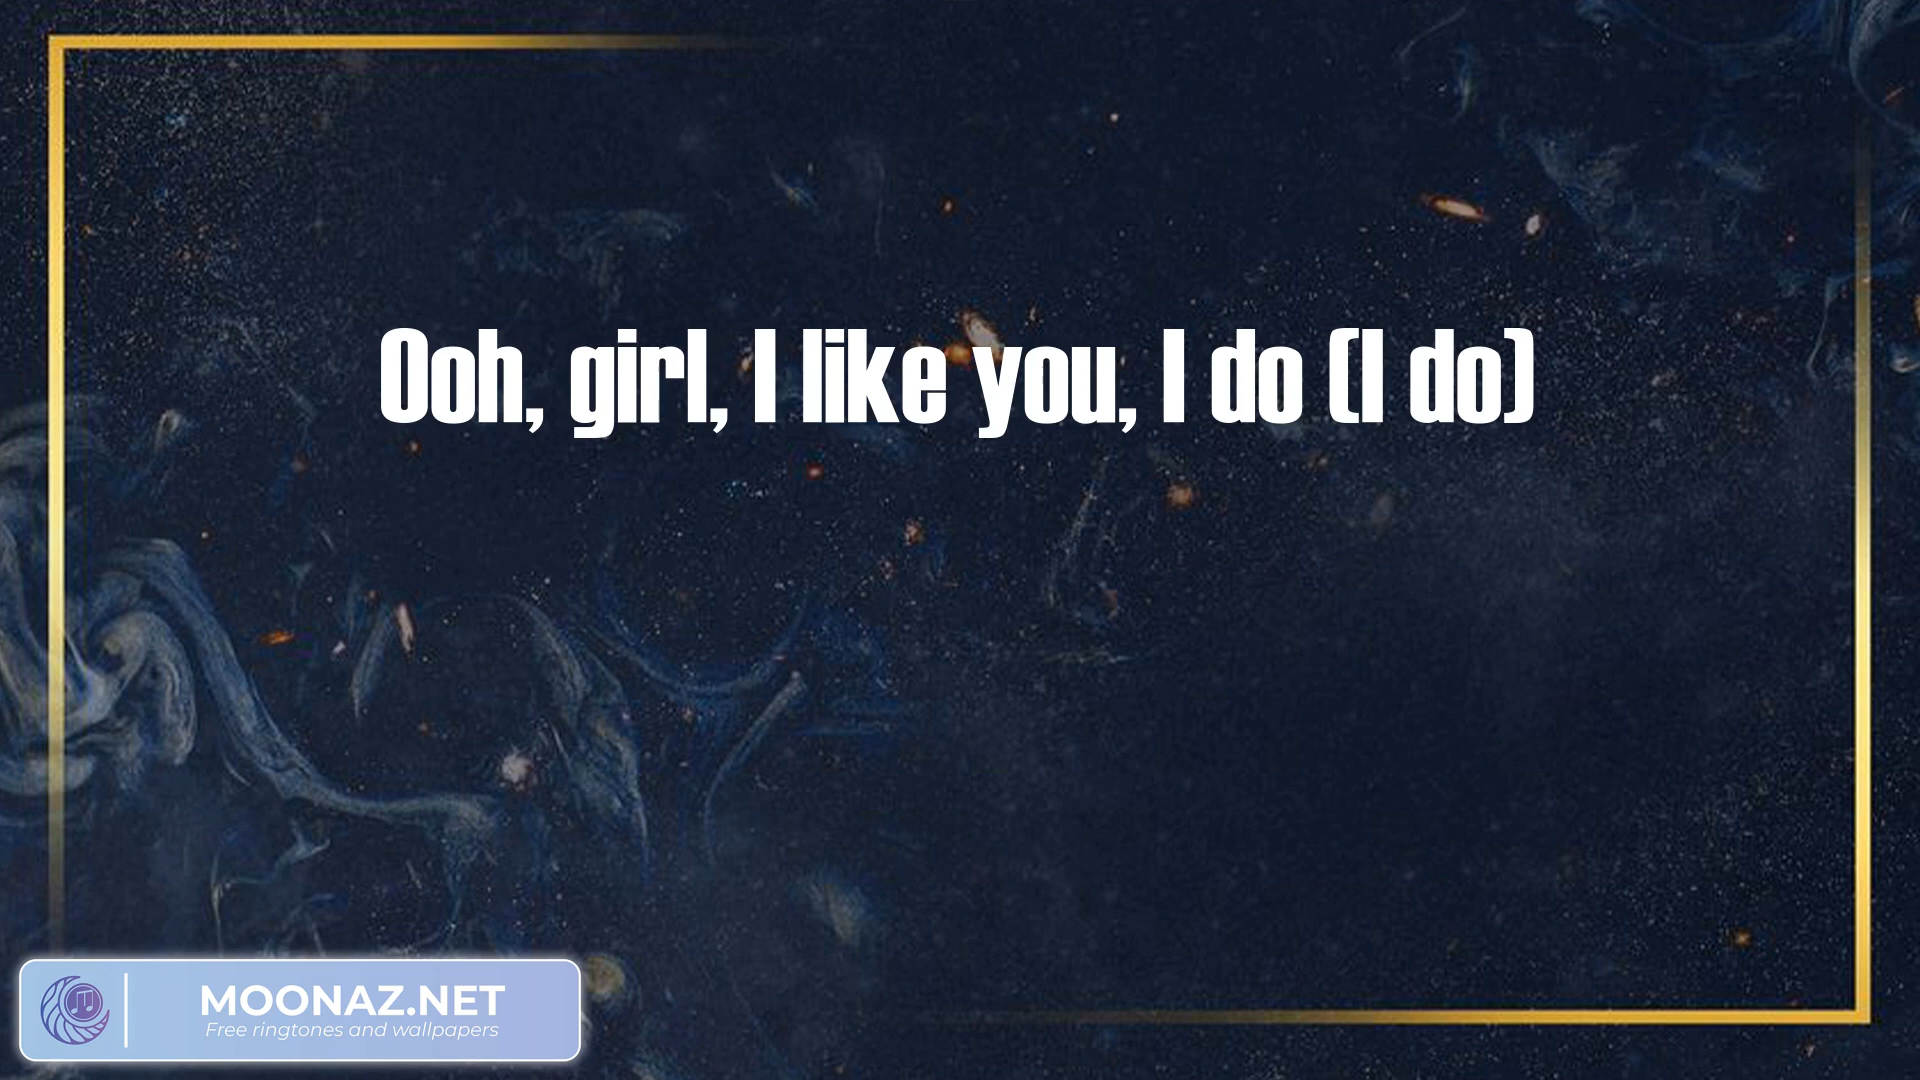 Ooh, girl, I like you, I do (I do)
MOONAZ.NET
Free ringtones and wallpapers